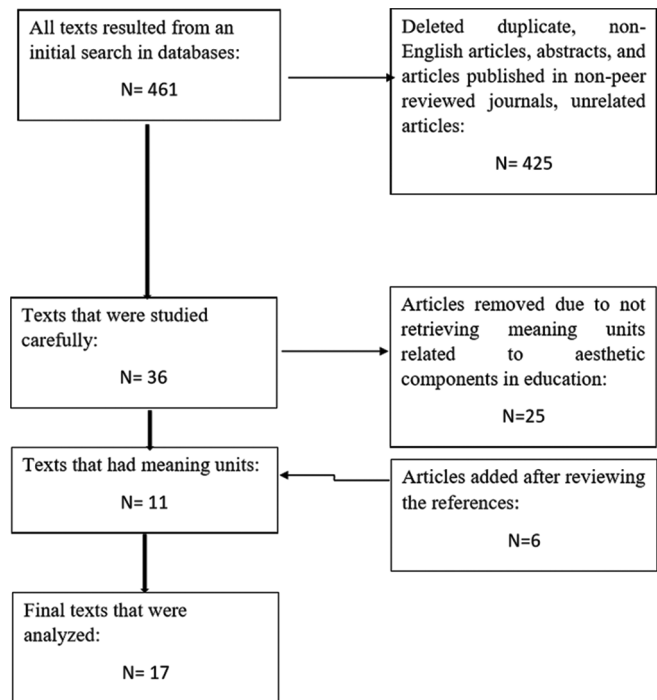 All texts resulted from an
initial search in databases:
N= 461
Deleted duplicate, non-
English articles, abstracts, and
articles published in non-peer
reviewed journals, unrelated
articles:
N= 425
Texts that were studied
carefully:
N= 36
Articles removed due to not
retrieving meaning units
related to aesthetic
components in education:
N=25
Texts that had meaning units:
N= 11
Articles added after reviewing
the references:
N=6
Final texts that were
analyzed:
N= 17